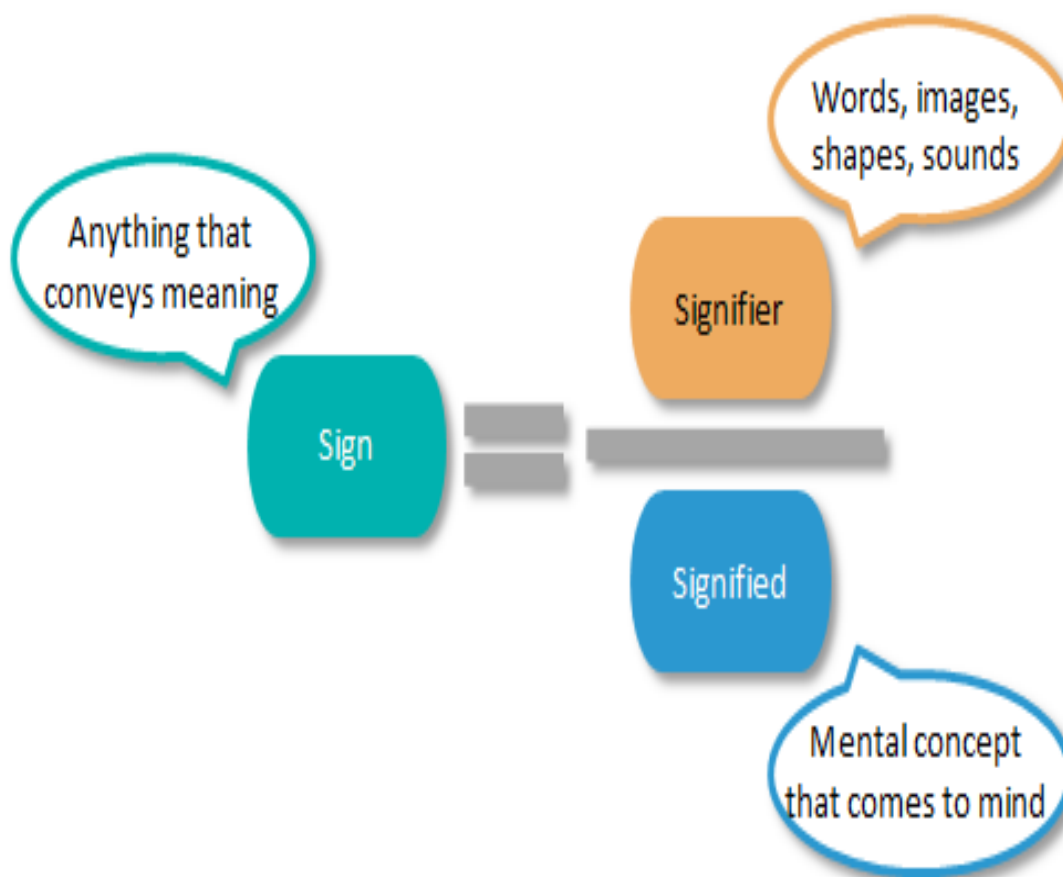 Words, images,
shapes, sounds
Anything that
conveys meaning
Signifier
Sign
Signified
Mental concept
that comes to mind